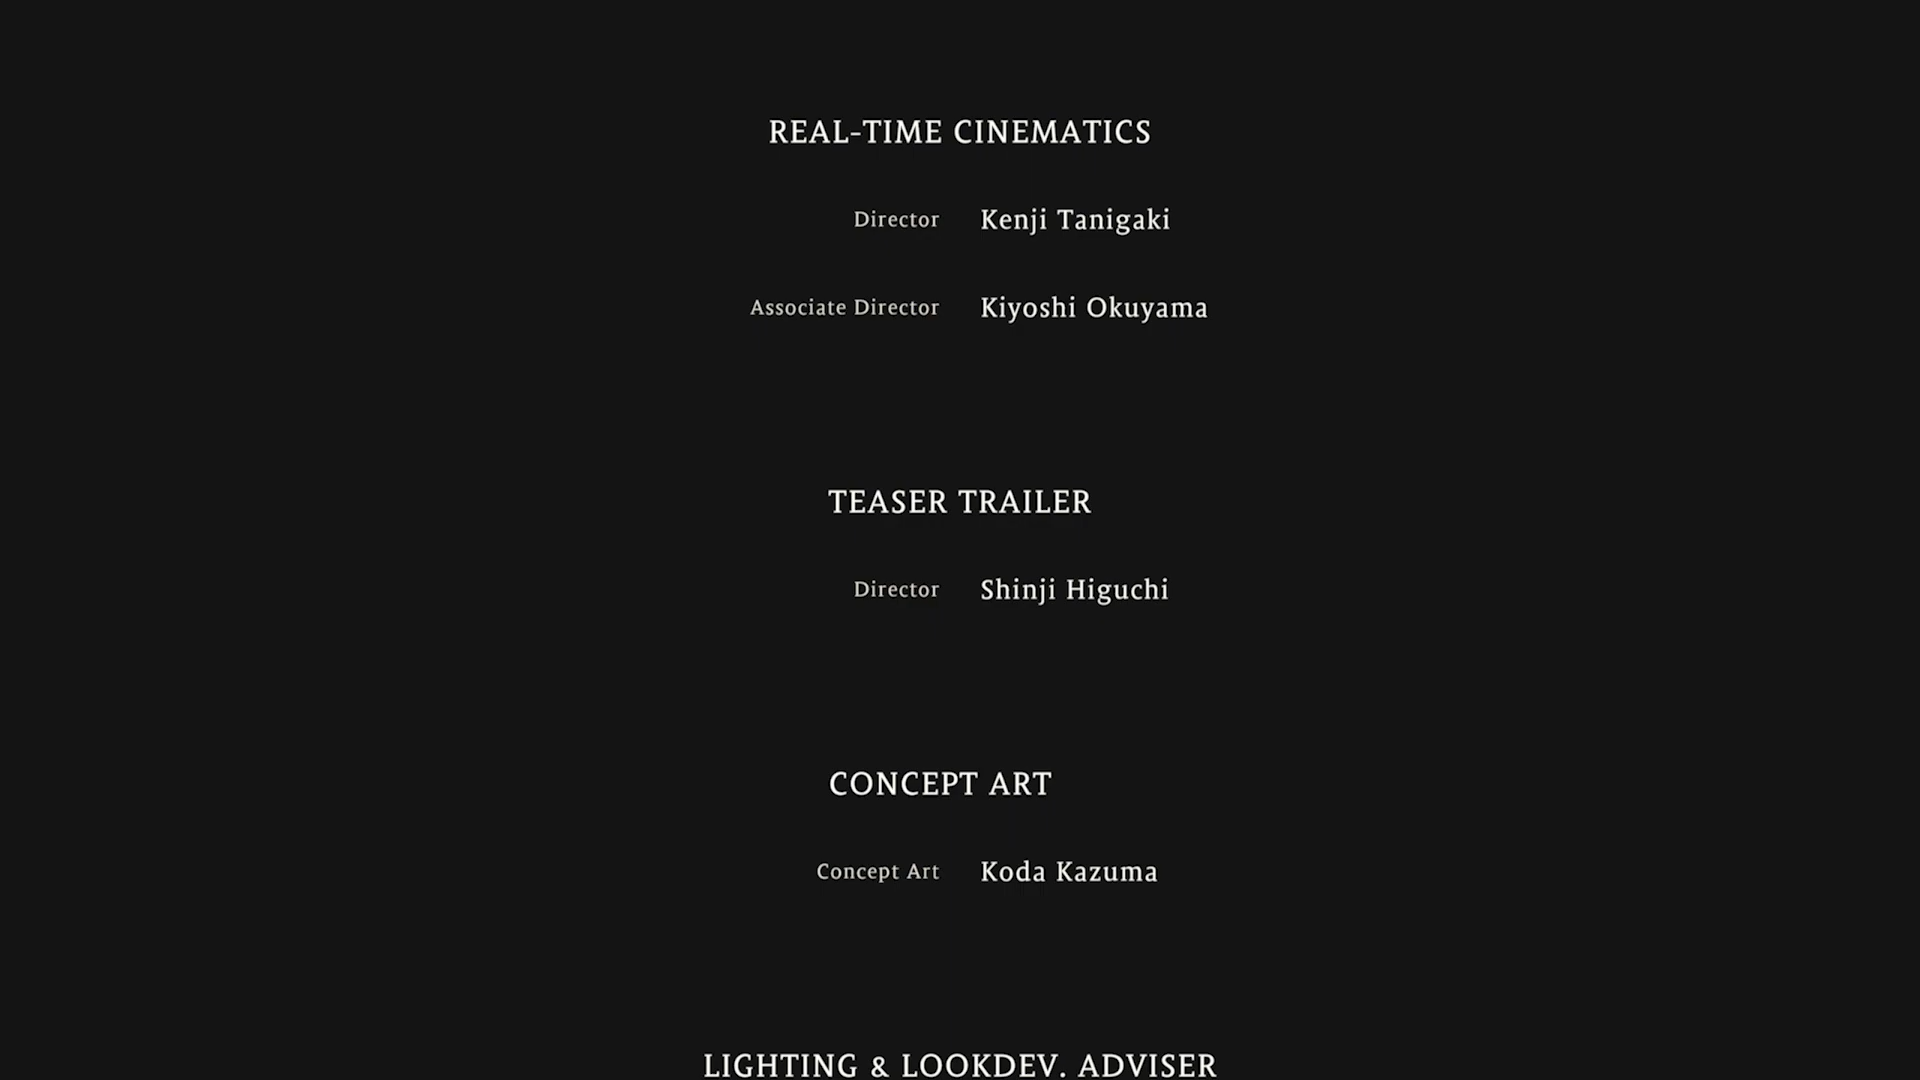 REAL-TIME CINEMATICS
Director Kenji Tanigaki
Associate Director Kiyoshi Okuyama
TEASER TRAILER
Director Shinji Higuchi
CONCEPT ART
Concept Art Koda Kazuma
LIGHTING & LOOKDEV. ADVISER